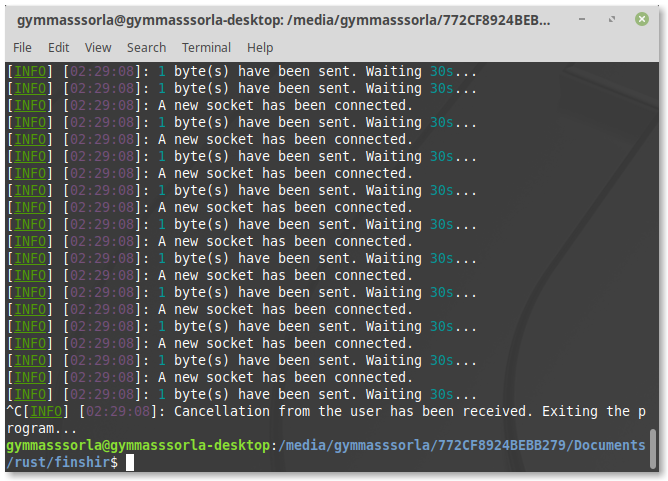 gymmasssorla@gymmasssorla-desktop: /media/gymmasssorla/772CF8924BEB...
File Edit View Search Terminal Help
[INFO] [02:29:08]: 1 byte(s) have been sent. Waiting 30s...
[INFO] [02:29:08]: 1 byte(s) have been sent. Waiting 30s...
[INFO] [02:29:08]: A new socket has been connected.
[INFO] [02:29:08]: 1 byte(s) have been sent. Waiting 30s...
[INFO] [02:29:08]: A new socket has been connected.
[INFO] [02:29:08]: 1 byte(s) have been sent. Waiting 30s...
[INFO] [02:29:08]: A new socket has been connected.
[INFO] [02:29:08]: 1 byte(s) have been sent. Waiting 30s...
[INFO] [02:29:08]: A new socket has been connected.
[INFO] [02:29:08]: 1 byte(s) have been sent. Waiting 30s...
[INFO] [02:29:08]: A new socket has been connected.
[INFO] [02:29:08]: 1 byte(s) have been sent. Waiting 30s...
[INFO] [02:29:08]: A new socket has been connected.
[INFO] [02:29:08]: 1 byte(s) have been sent. Waiting 30s...
[INFO] [02:29:08]: A new socket has been connected.
[INFO] [02:29:08]: 1 byte(s) have been sent. Waiting 30s...
[INFO] [02:29:08]: A new socket has been connected.
[INFO] [02:29:08]: 1 byte(s) have been sent. Waiting 30s...
[INFO] [02:29:08]: A new socket has been connected.
[INFO] [02:29:08]: 1 byte(s) have been sent. Waiting 30s...
^C[INFO] [02:29:08]: Cancellation from the user has been received. Exiting the p
rogram...
gymmasssorla@gymmasssorla-desktop:/media/gymmasssorla/772CF8924BEBB279/Documents
/rust/finshir$